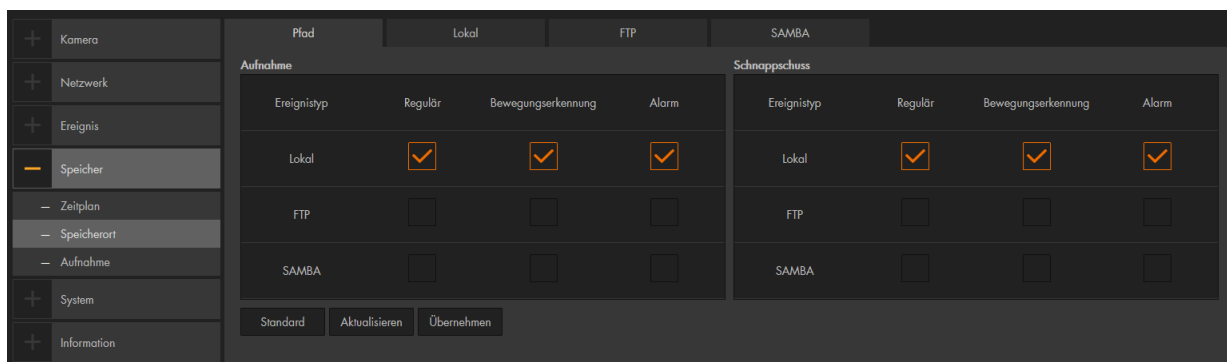 Kamera
Netzwerk
Ereignis
Speicher
Zeitplan
Speicherort
Aufnahme
System
Information
Pfad Lokal FTP SAMBA
Aufnahme
Ereignistyp Regulär Bewegungserkennung Alarm
Lokal
FTP
SAMBA
Schnappschuss
Ereignistyp Regulär Bewegungserkennung Alarm
Lokal
FTP
SAMBA
Standard Aktualisieren Übernehmen